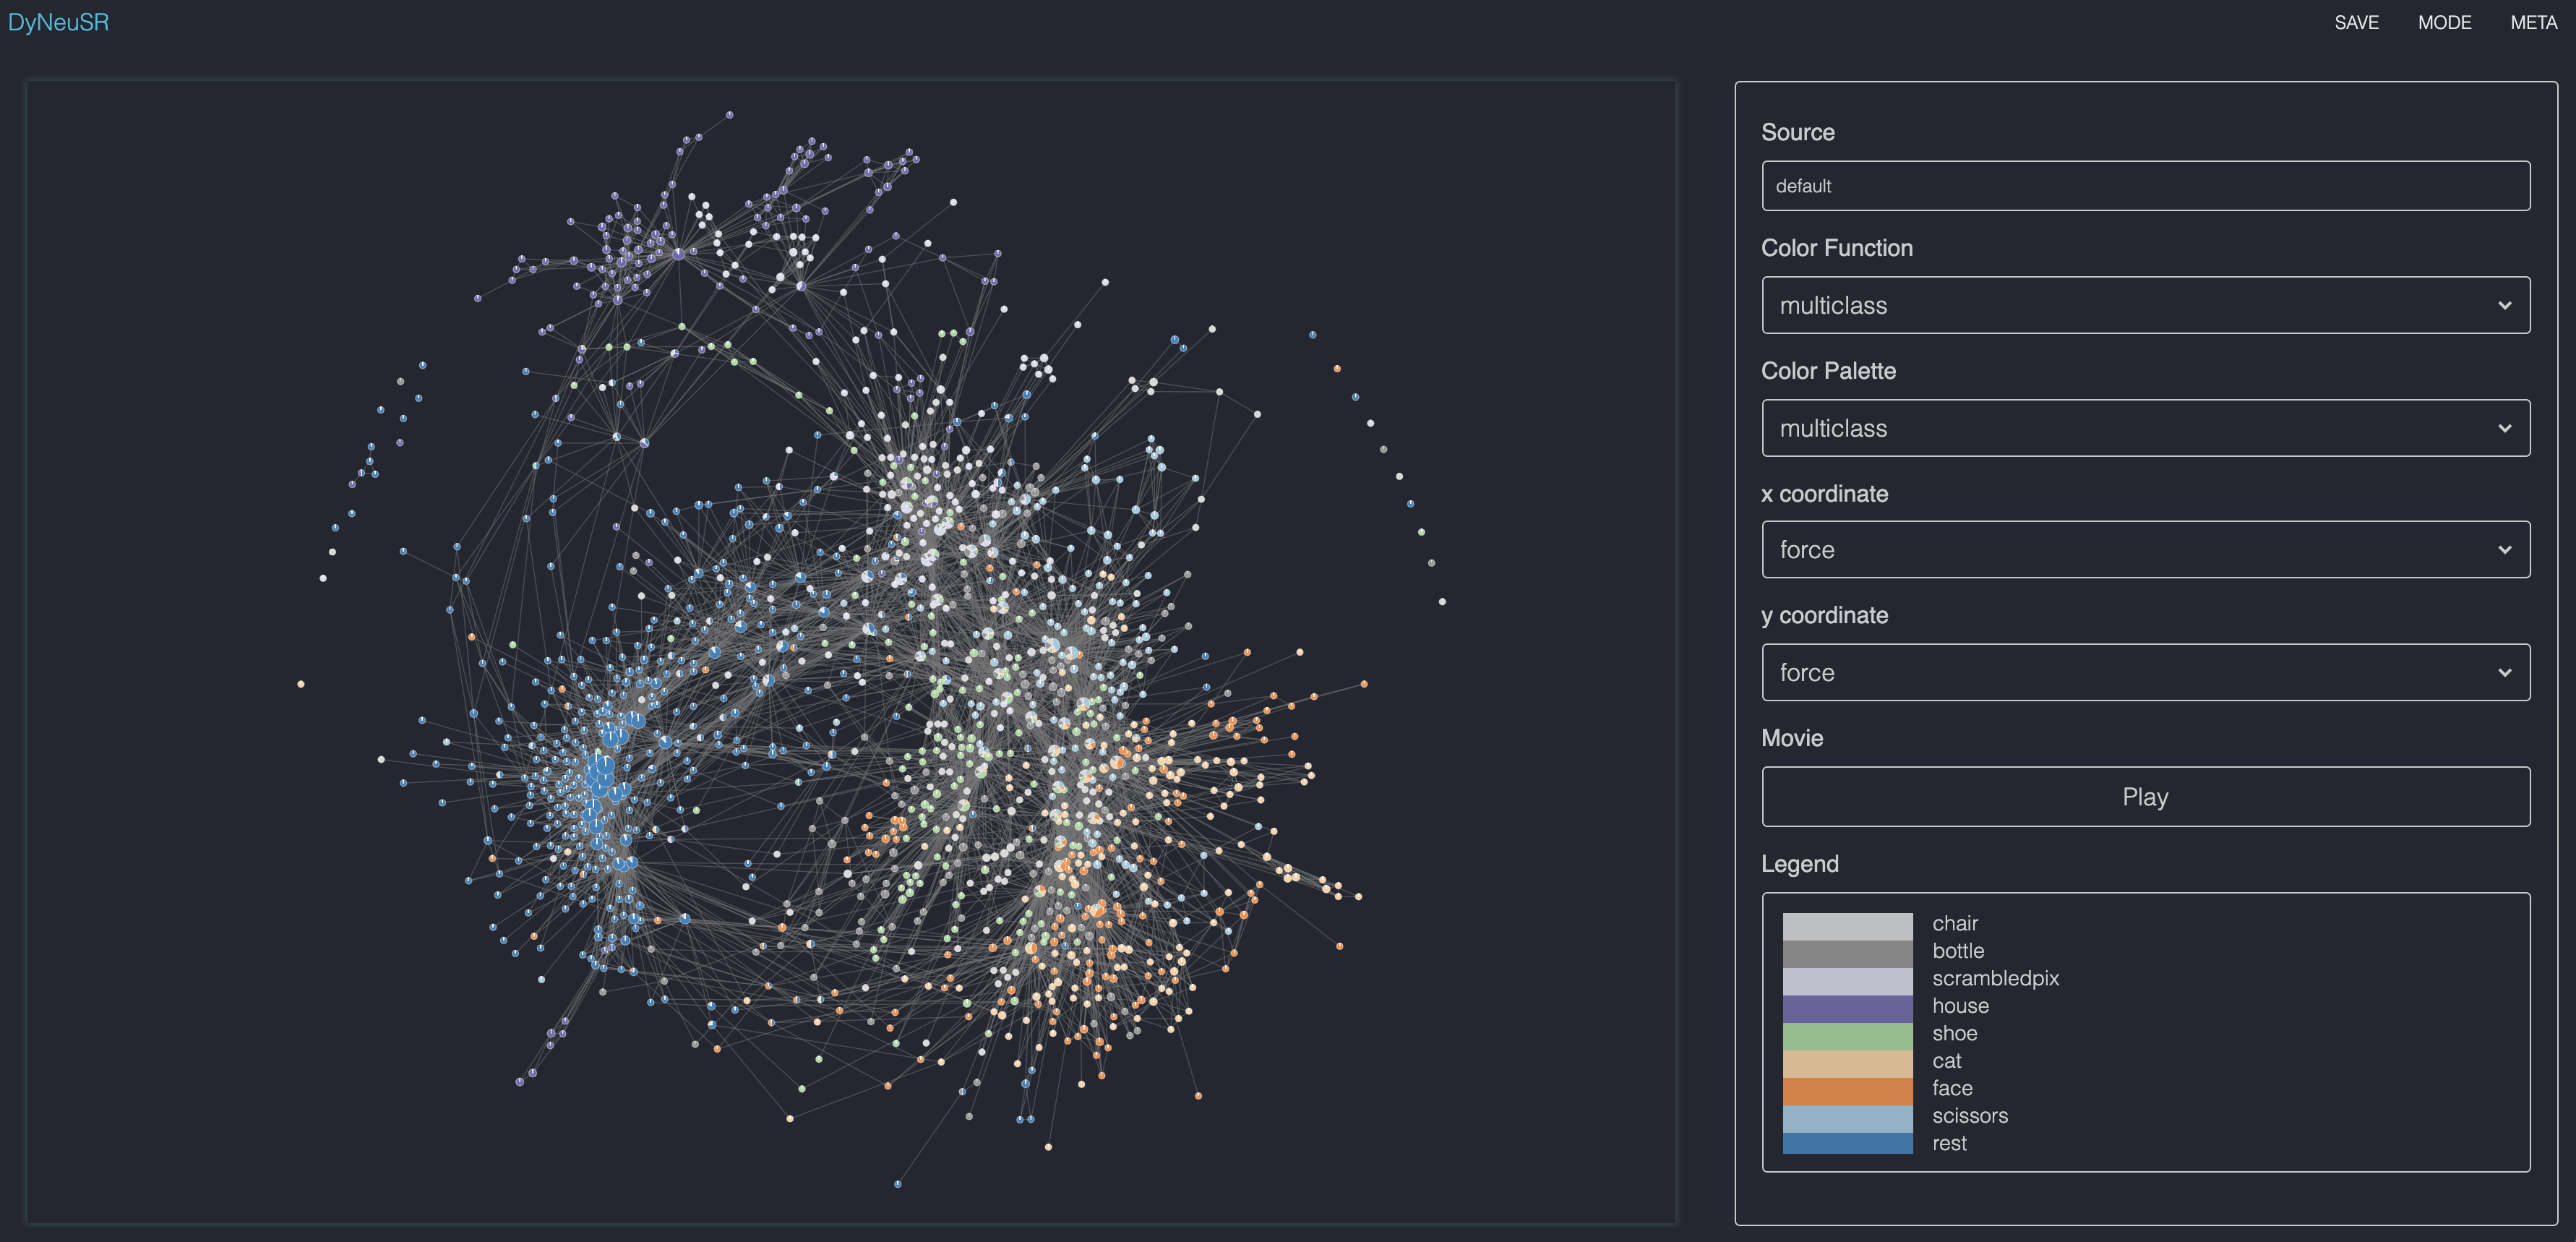 DyNeuSR
SAVE MODE META
Source
default
Color Function
multiclass
Color Palette
multiclass
x coordinate
force
y coordinate
force
Movie
Play
Legend
chair
bottle
scrambledpix
house
shoe
cat
face
scissors
rest